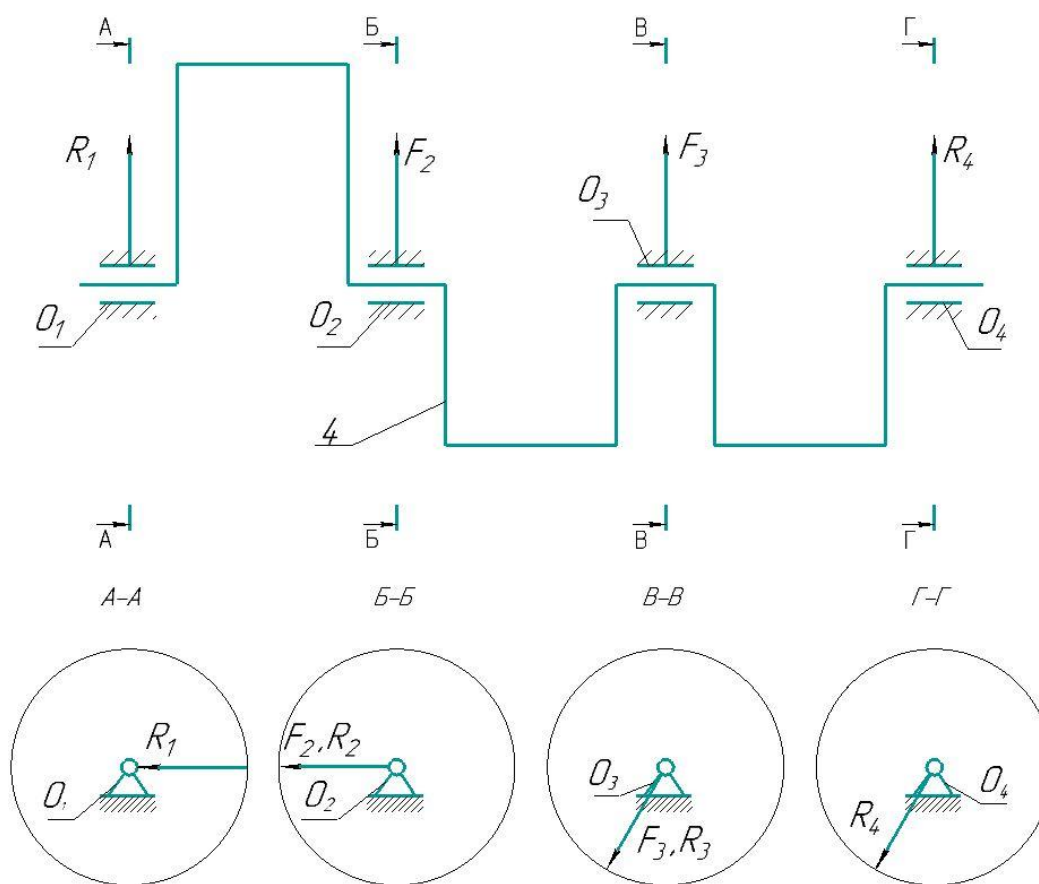 А Б В Г
R₁ F₂ F₃ R₄
O₃
O₁ O₂ O₄
4
А Б В Г
А-А Б-Б В-В Г-Г
R₁ F₂,R₂
O₁ O₂ O₃ O₄
F₃,R₃ R₄